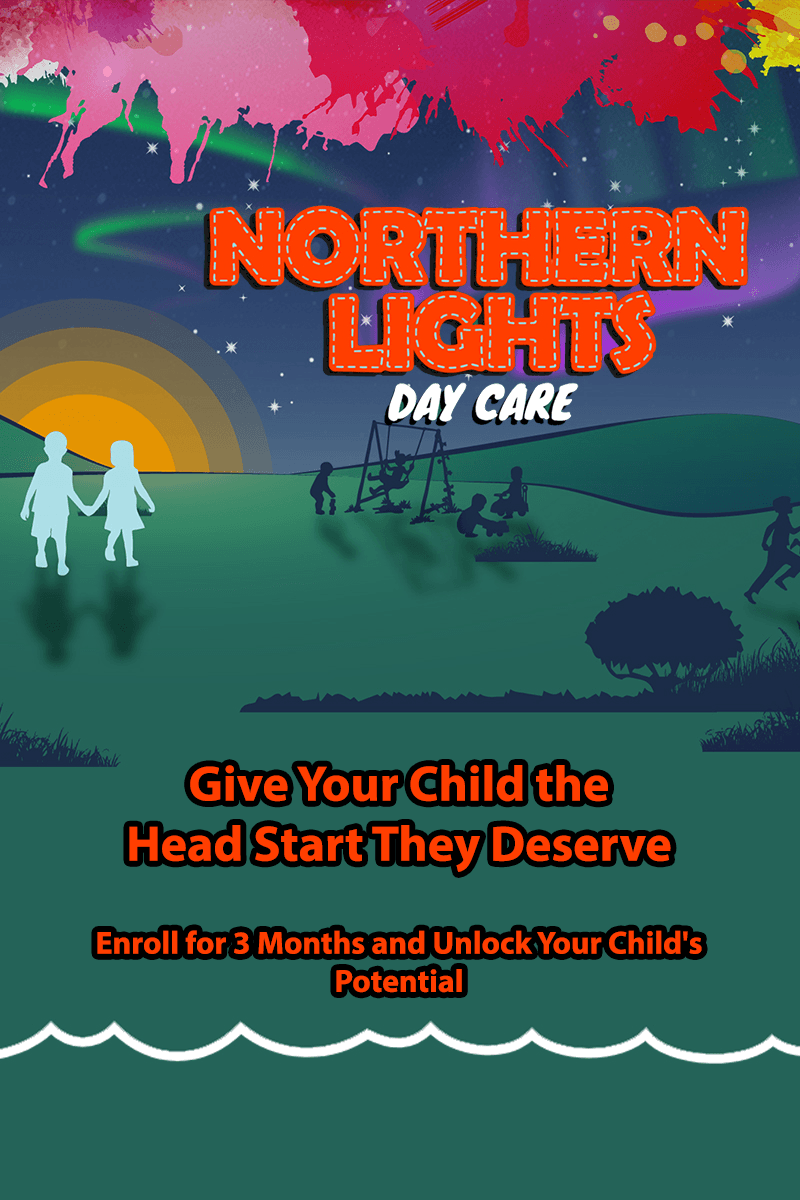 NORTHERN
LIGHTS
DAY CARE
Give Your Child the
Head Start They Deserve
Enroll for 3 Months and Unlock Your Child's
Potential